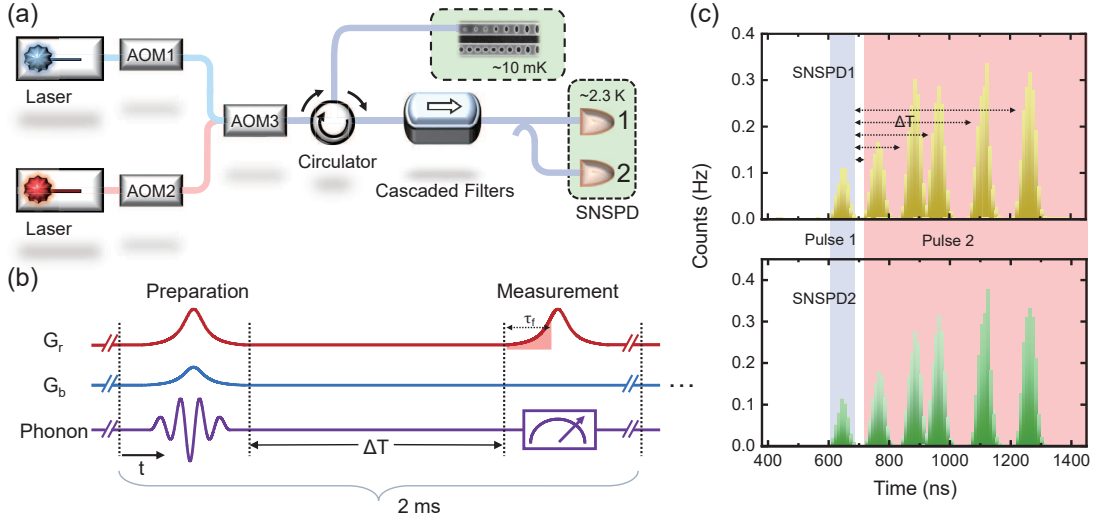 (a)
Laser
AOM1
Laser
AOM2
AOM3
Circulator
~10 mK
Cascaded Filters
~2.3 K
1
2
SNSPD
(b)
Preparation
Measurement
τf
Gr
Gb
Phonon
t
ΔT
...
2 ms
(c)
Counts (Hz)
0.4
0.3
0.2
0.1
0.0
SNSPD1
ΔT
Pulse 1
Pulse 2
0.4
0.3
0.2
0.1
0.0
SNSPD2
400
600
800
1000
1200
1400
Time (ns)